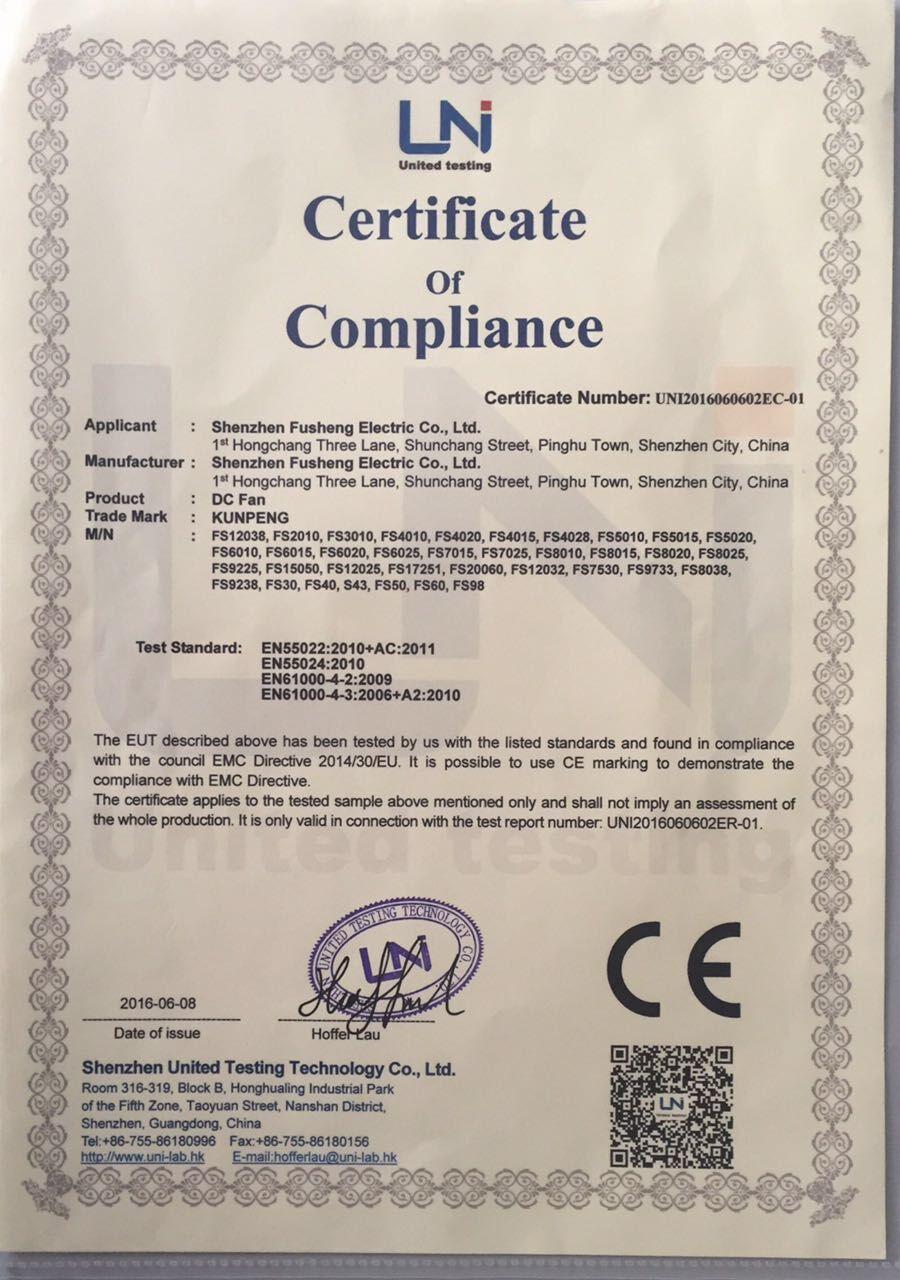 UNi
United testing
Certificate
Of
Compliance
Certificate Number: UNI2016060602EC-01
Applicant : Shenzhen Fusheng Electric Co., Ltd.
1st Hongchang Three Lane, Shunchang Street, Pinghu Town, Shenzhen City, China
Manufacturer : Shenzhen Fusheng Electric Co., Ltd.
1st Hongchang Three Lane, Shunchang Street, Pinghu Town, Shenzhen City, China
Product : DC Fan
Trade Mark : KUNPENG
M/N : FS12038, FS2010, FS3010, FS4010, FS4020, FS4015, FS4028, FS5010, FS5015, FS5020,
FS6010, FS6015, FS6020, FS6025, FS7015, FS7025, FS8010, FS8015, FS8020, FS8025,
FS9225, FS15050, FS12025, FS17251, FS20060, FS12032, FS7530, FS9733, FS8038,
FS9238, FS30, FS40, S43, FS50, FS60, FS98
Test Standard: EN55022:2010+AC:2011
EN55024:2010
EN61000-4-2:2009
EN61000-4-3:2006+A2:2010
The EUT described above has been tested by us with the listed standards and found in compliance
with the council EMC Directive 2014/30/EU. It is possible to use CE marking to demonstrate the
compliance with EMC Directive.
The certificate applies to the tested sample above mentioned only and shall not imply an assessment of
the whole production. It is only valid in connection with the test report number: UNI2016060602ER-01.
United testing
UNITED TESTING TECHNOLOGY CO.
UNi
CE
2016-06-08
Date of issue
Hoffer Lau
Shenzhen United Testing Technology Co., Ltd.
Room 316-319, Block B, Honghualing Industrial Park
of the Fifth Zone, Taoyuan Street, Nanshan District,
Shenzhen, Guangdong, China
Tel:+86-755-86180996 Fax:+86-755-86180156
http://www.uni-lab.hk E-mail:hofferlau@uni-lab.hk
UNi